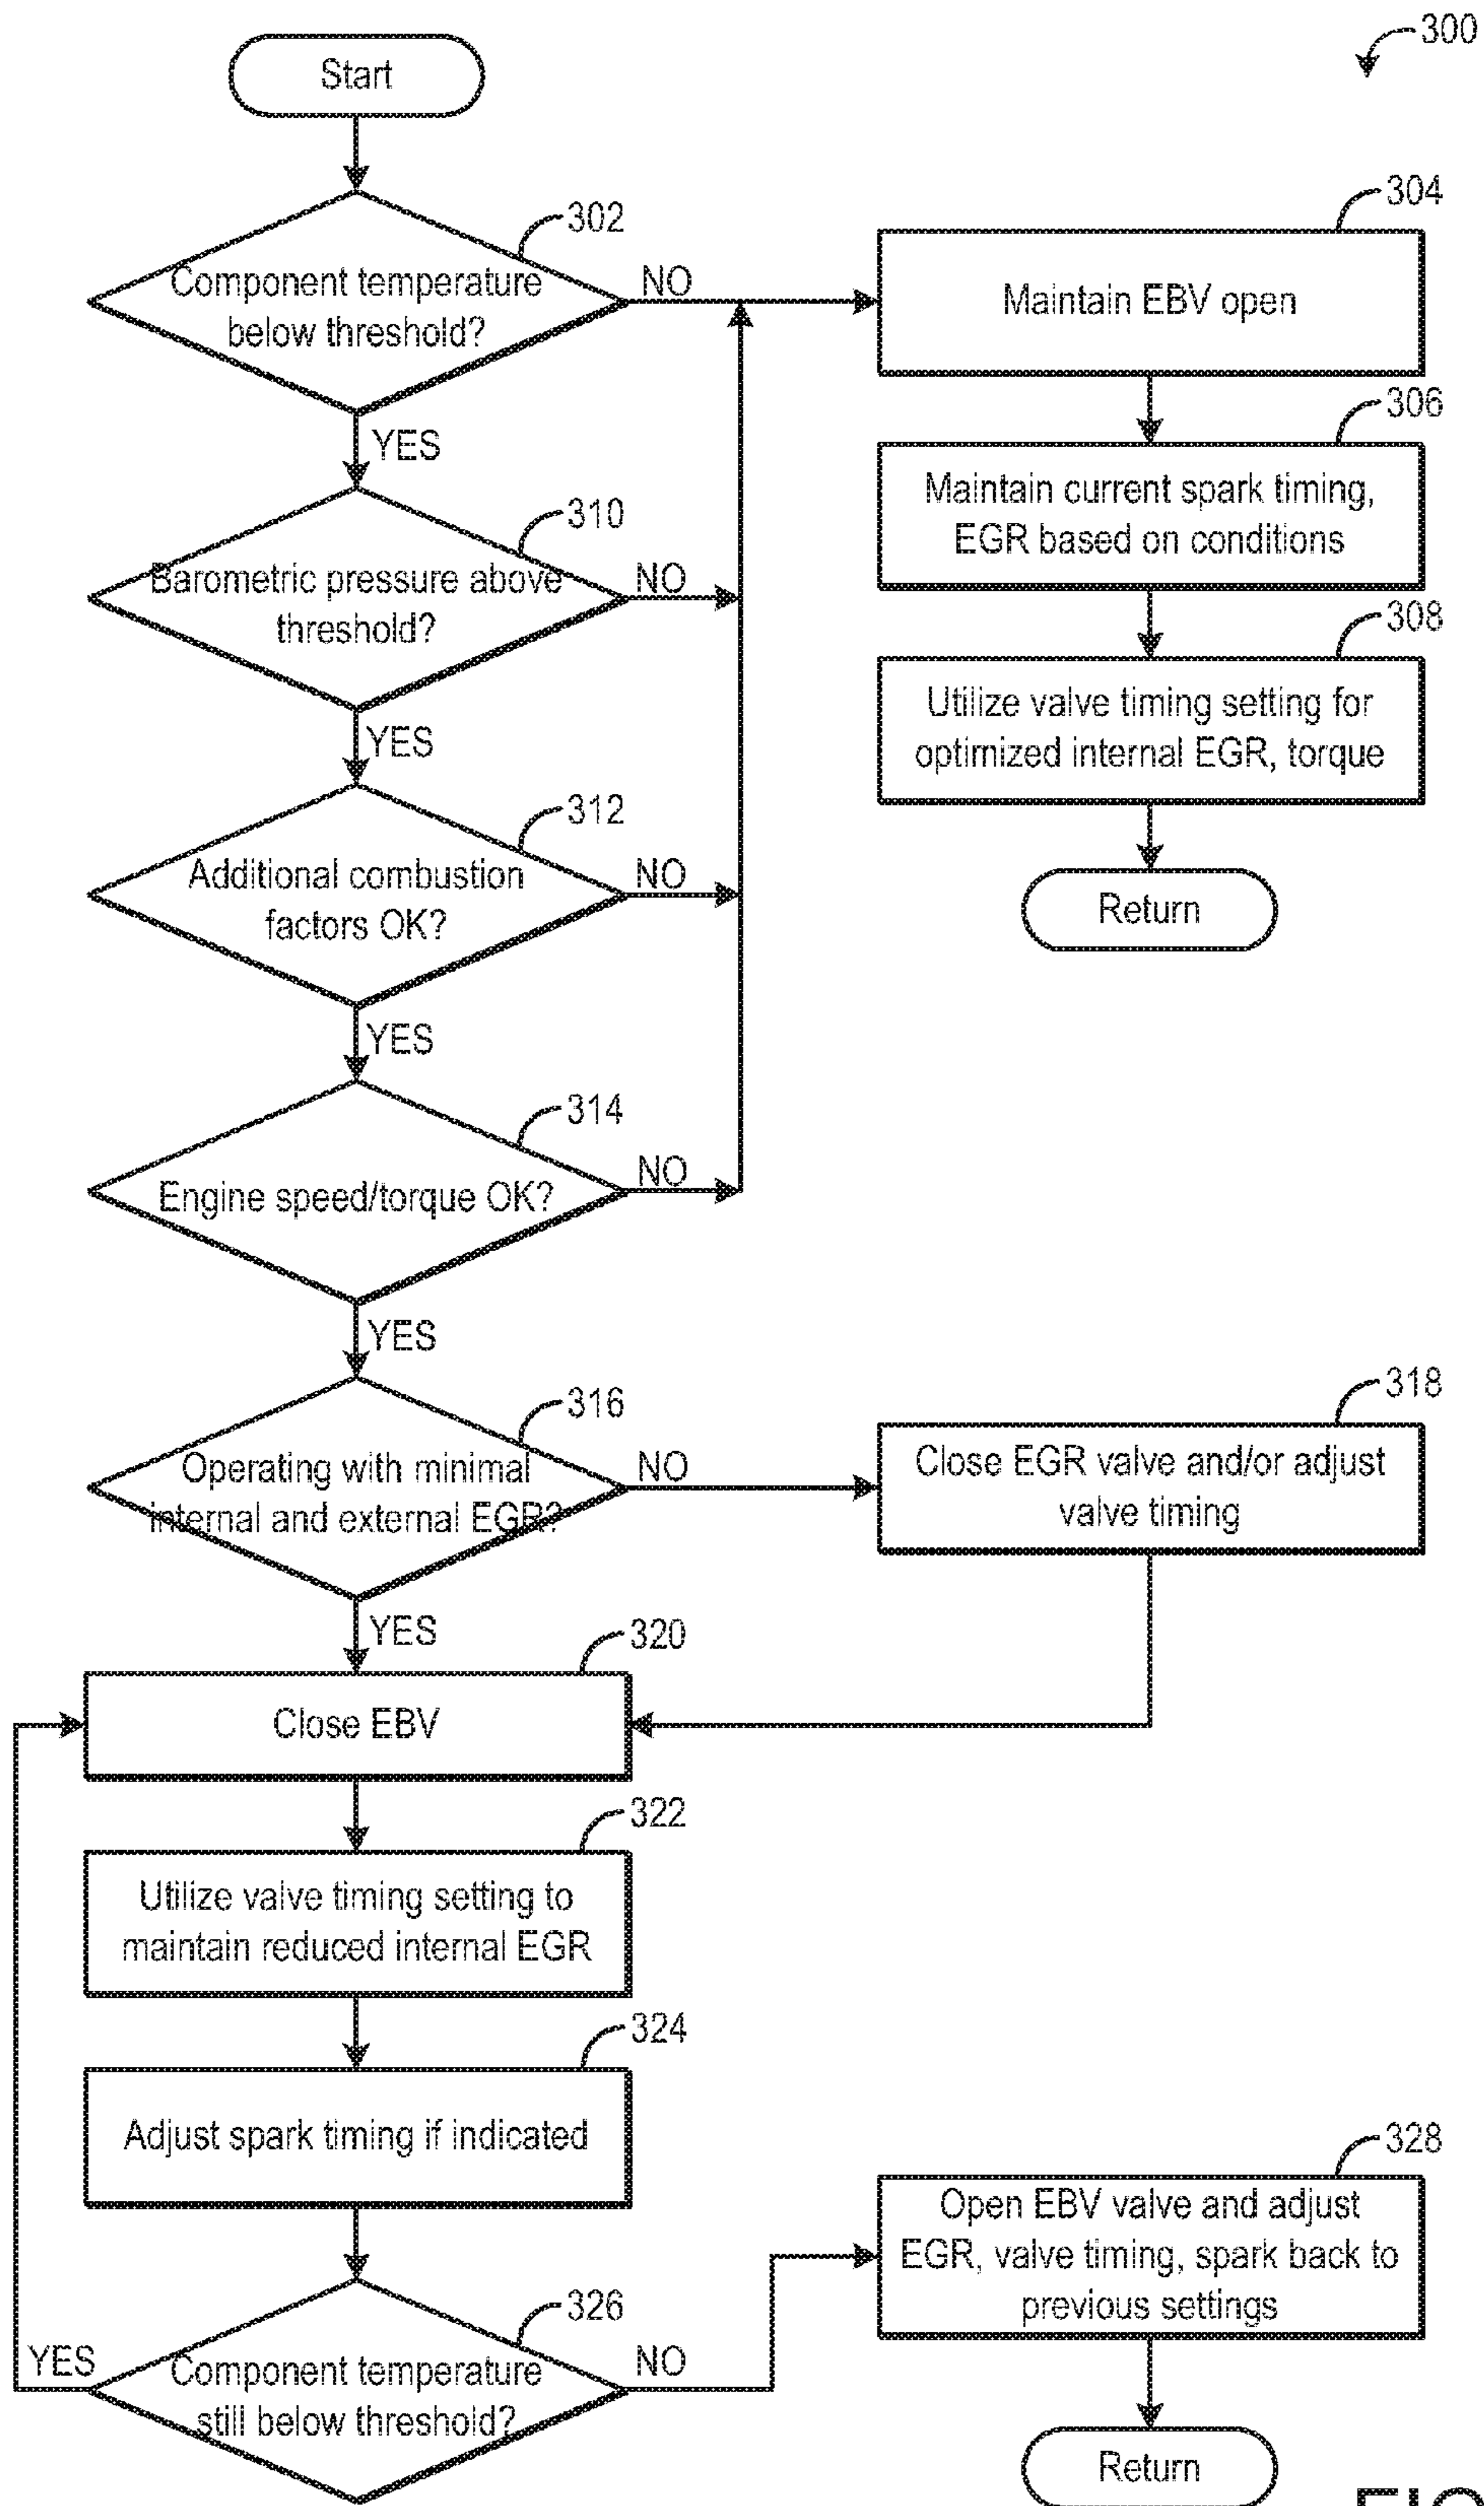 300
Start
302
Component temperature
below threshold?
NO
YES
304
Maintain EBV open
306
Maintain current spark timing,
EGR based on conditions
308
Utilize valve timing setting for
optimized internal EGR, torque
Return
310
Barometric pressure above
threshold?
NO
YES
312
Additional combustion
factors OK?
NO
YES
314
Engine speed/torque OK?
NO
YES
316
Operating with minimal
internal and external EGR?
NO
YES
318
Close EGR valve and/or adjust
valve timing
320
Close EBV
322
Utilize valve timing setting to
maintain reduced internal EGR
324
Adjust spark timing if indicated
326
Component temperature
still below threshold?
YES
NO
328
Open EBV valve and adjust
EGR, valve timing, spark back to
previous settings
Return